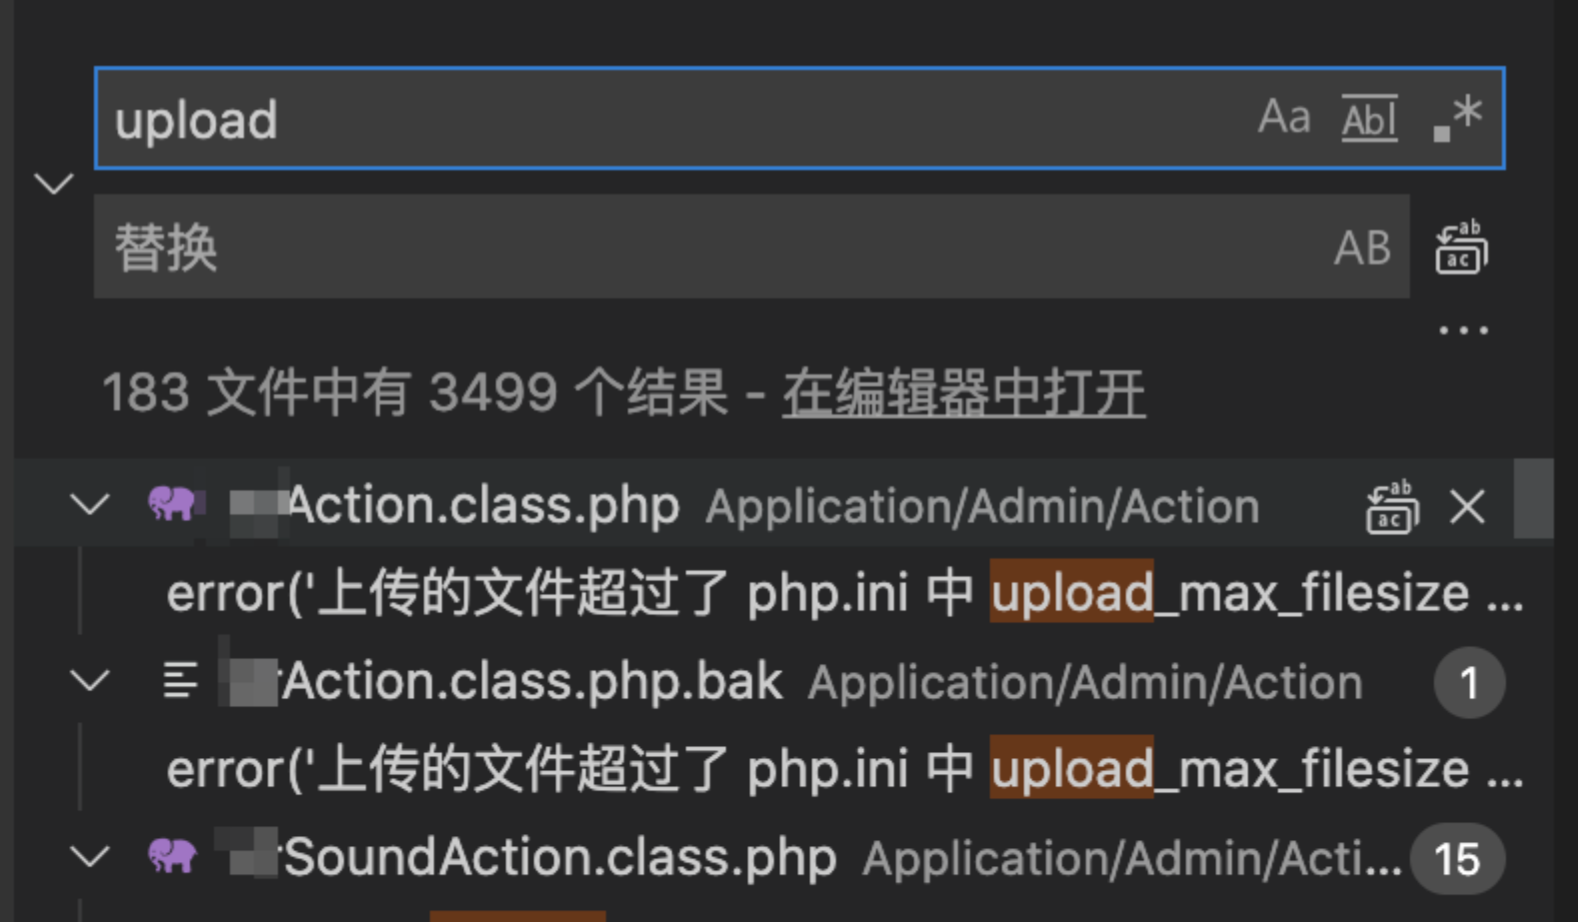 upload Aa Abl .*
替换 AB
183 文件中有 3499 个结果 - 在编辑器中打开
Action.class.php Application/Admin/Action
error('上传的文件超过了 php.ini 中 upload_max_filesize ...
Action.class.php.bak Application/Admin/Action 1
error('上传的文件超过了 php.ini 中 upload_max_filesize ...
SoundAction.class.php Application/Admin/Acti... 15